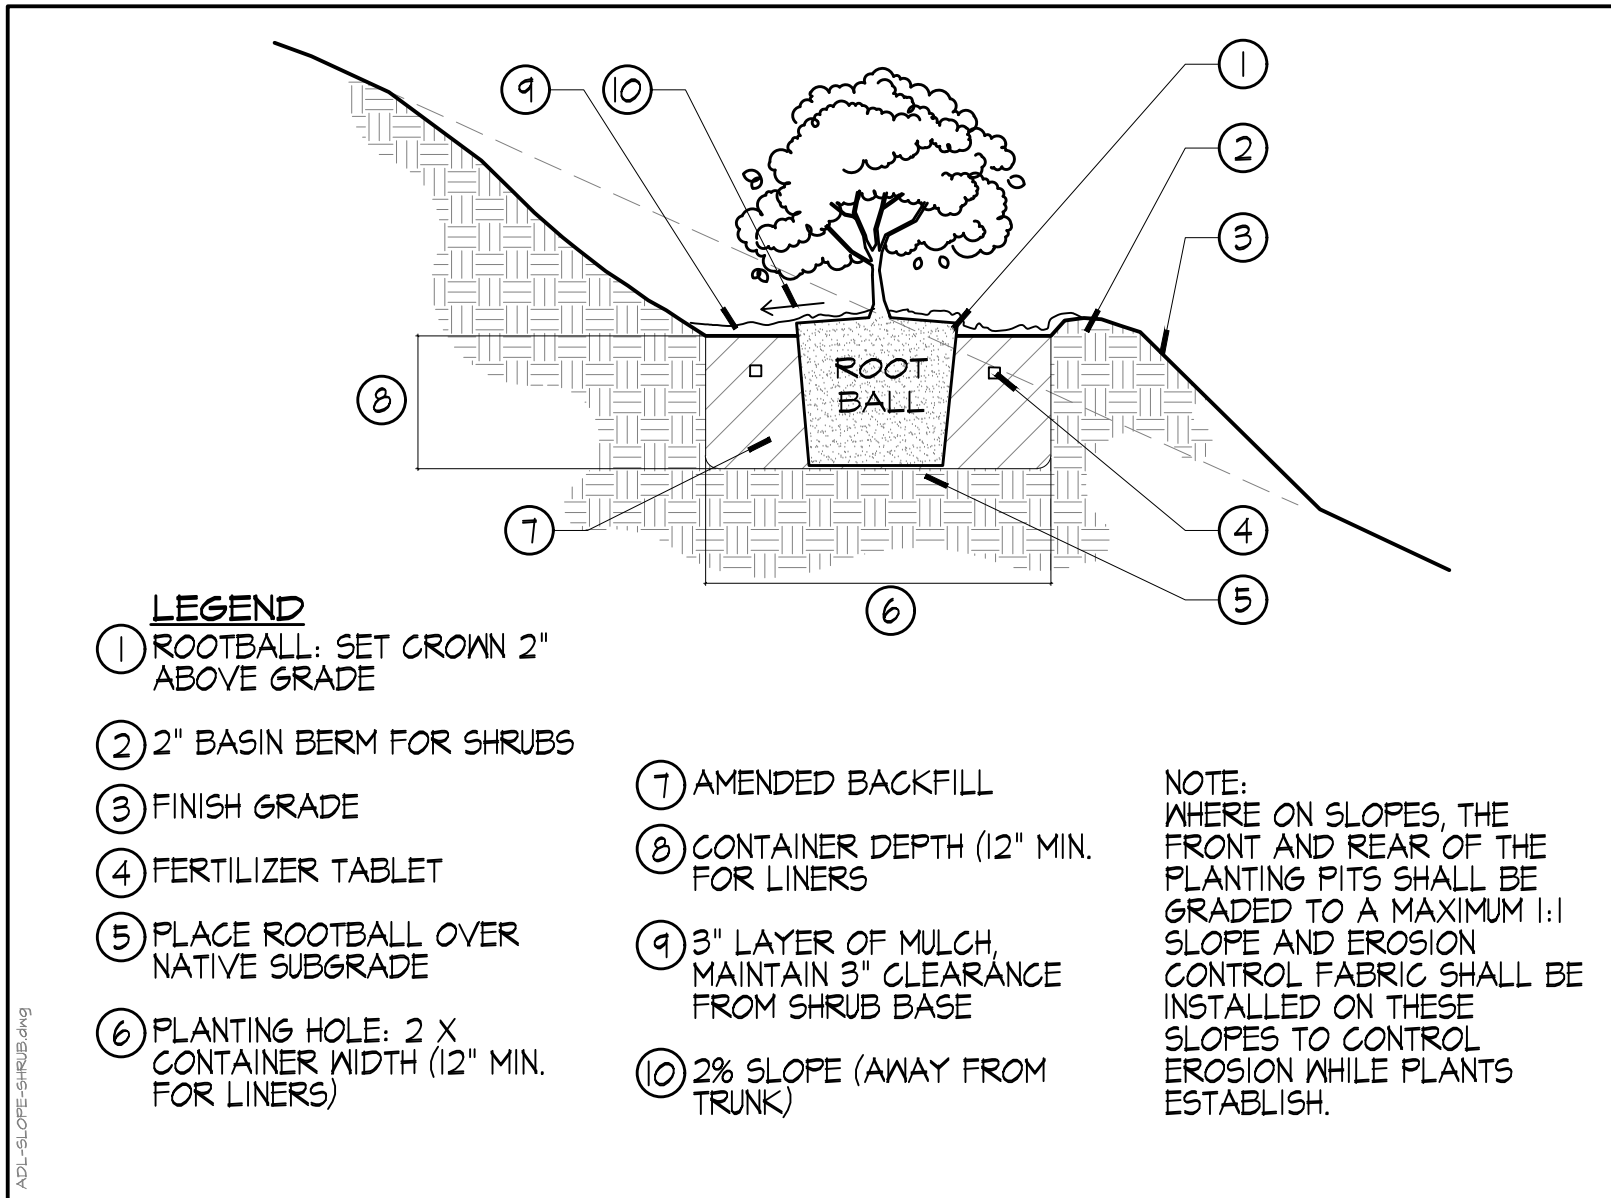 9
10
1
2
3
ROOT
BALL
8
7
4
5
6
LEGEND
1 ROOTBALL: SET CROWN 2"
ABOVE GRADE
2 2" BASIN BERM FOR SHRUBS
3 FINISH GRADE
4 FERTILIZER TABLET
5 PLACE ROOTBALL OVER
NATIVE SUBGRADE
6 PLANTING HOLE: 2 X
CONTAINER WIDTH (12" MIN.
FOR LINERS)
7 AMENDED BACKFILL
8 CONTAINER DEPTH (12" MIN.
FOR LINERS
9 3" LAYER OF MULCH,
MAINTAIN 3" CLEARANCE
FROM SHRUB BASE
10 2% SLOPE (AWAY FROM
TRUNK)
NOTE:
WHERE ON SLOPES, THE
FRONT AND REAR OF THE
PLANTING PITS SHALL BE
GRADED TO A MAXIMUM 1:1
SLOPE AND EROSION
CONTROL FABRIC SHALL BE
INSTALLED ON THESE
SLOPES TO CONTROL
EROSION WHILE PLANTS
ESTABLISH.
ADL-SLOPE-SHRUB.dwg